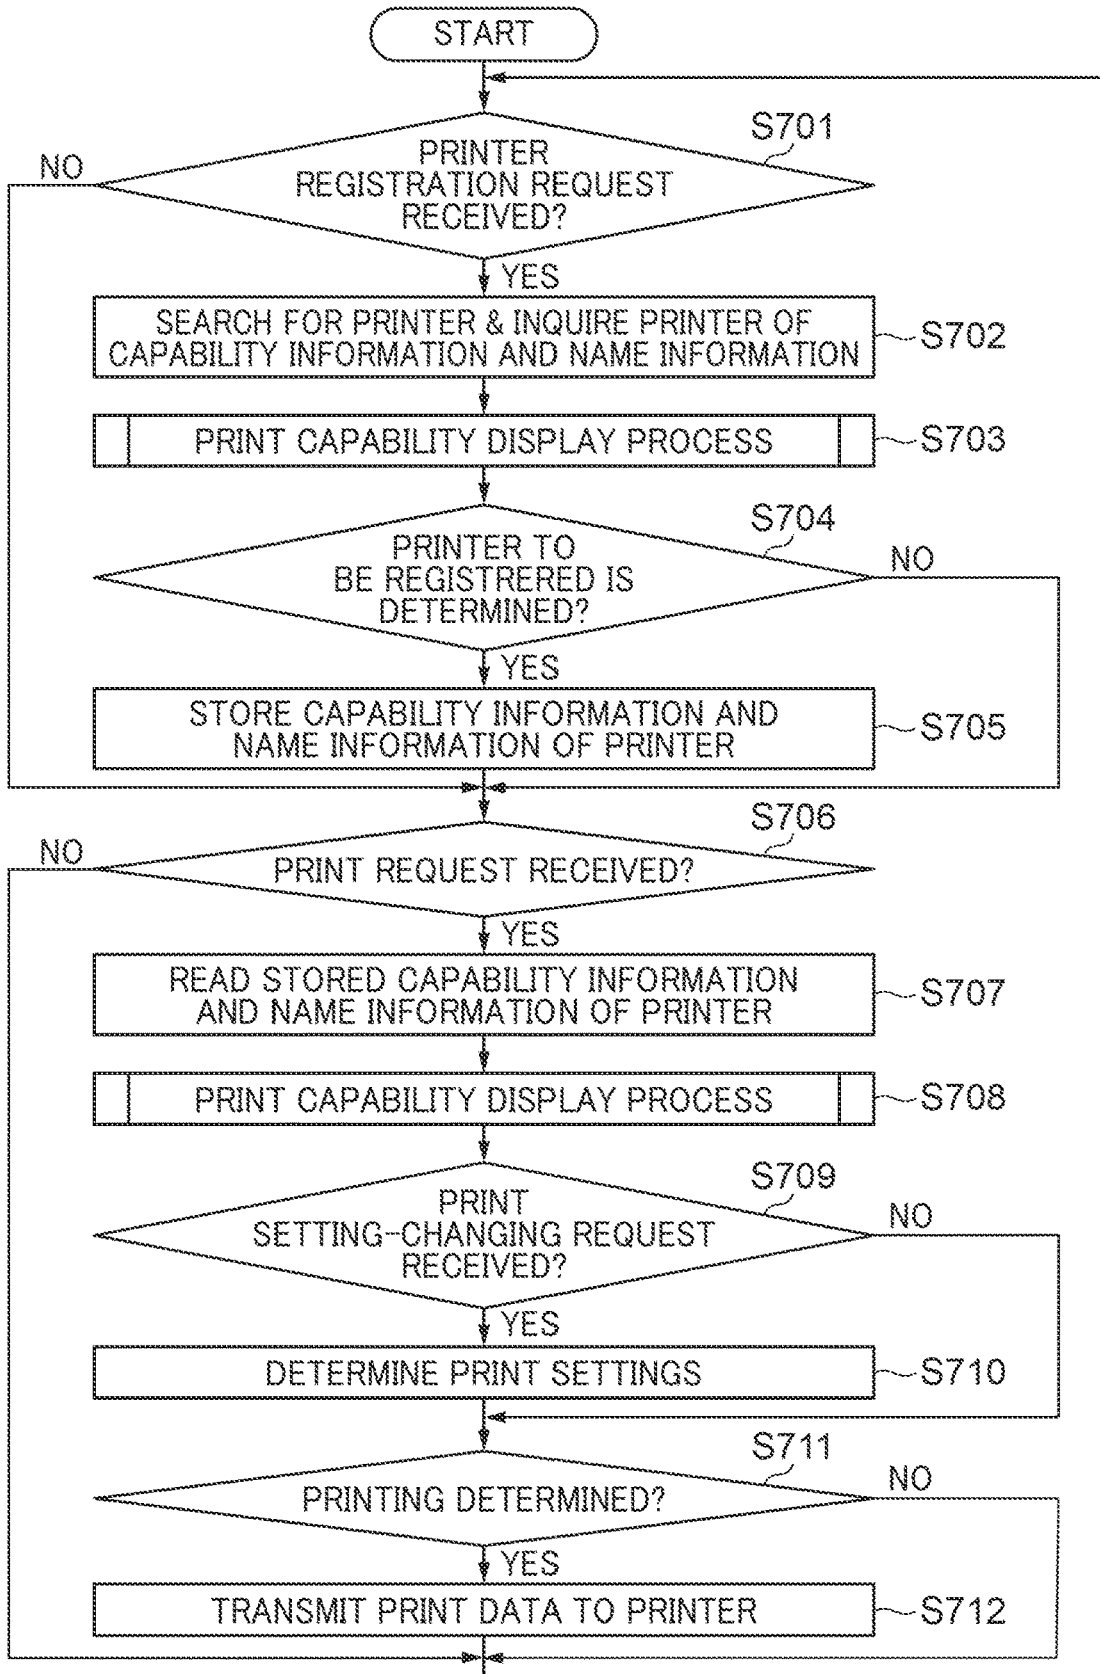 START
S701
NO
PRINTER
REGISTRATION REQUEST
RECEIVED?
YES
SEARCH FOR PRINTER & INQUIRE PRINTER OF
CAPABILITY INFORMATION AND NAME INFORMATION
S702
PRINT CAPABILITY DISPLAY PROCESS
S703
S704
PRINTER TO
BE REGISTRERED IS
DETERMINED?
NO
YES
STORE CAPABILITY INFORMATION AND
NAME INFORMATION OF PRINTER
S705
S706
NO
PRINT REQUEST RECEIVED?
YES
READ STORED CAPABILITY INFORMATION
AND NAME INFORMATION OF PRINTER
S707
PRINT CAPABILITY DISPLAY PROCESS
S708
S709
PRINT
SETTING-CHANGING REQUEST
RECEIVED?
NO
YES
DETERMINE PRINT SETTINGS
S710
S711
PRINTING DETERMINED?
NO
YES
TRANSMIT PRINT DATA TO PRINTER
S712